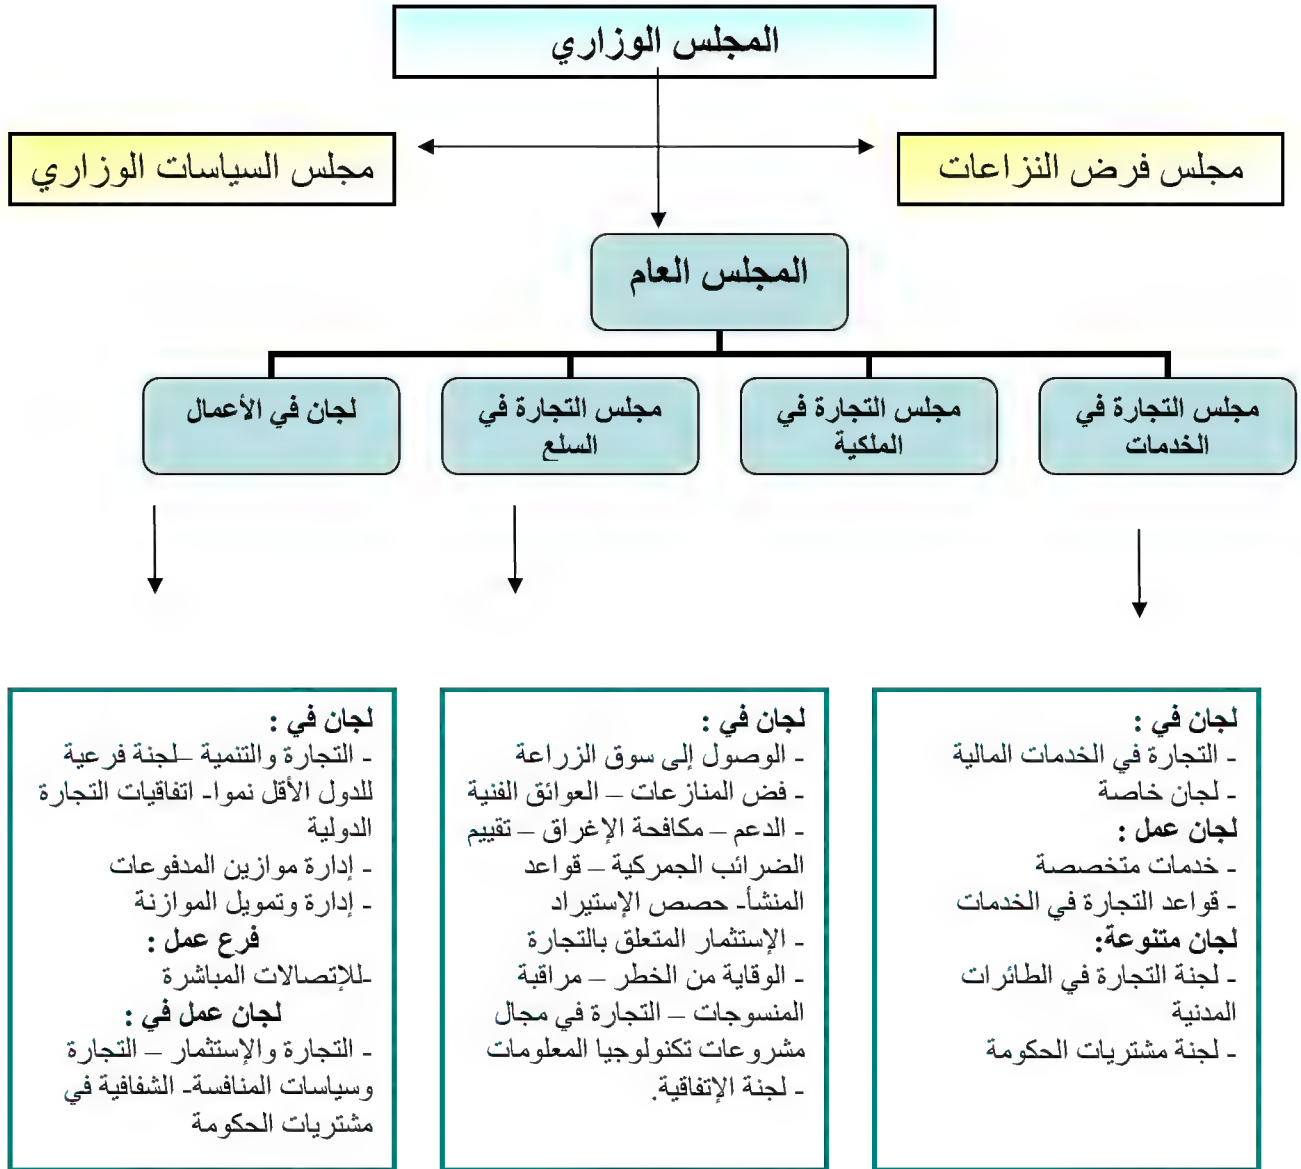 المجلس الوزاري
مجلس فرض النزاعات
مجلس السياسات الوزاري
المجلس العام
مجلس التجارة في
الخدمات
مجلس التجارة في
الملكية
مجلس التجارة في
السلع
لجان في الأعمال
لجان في :
- التجارة في الخدمات المالية
- لجان خاصة
لجان عمل :
- خدمات متخصصة
- قواعد التجارة في الخدمات
لجان متنوعة:
- لجنة التجارة في الطائرات
المدنية
- لجنة مشتريات الحكومة
لجان في :
- الوصول إلى سوق الزراعة
- فض المنازعات – العوائق الفنية
- الدعم – مكافحة الإغراق – تقييم
الضرائب الجمركية – قواعد
المنشأ- حصص الإستيراد
- الإستثمار المتعلق بالتجارة
- الوقاية من الخطر – مراقبة
المنسوجات – التجارة في مجال
مشروعات تكنولوجيا المعلومات
- لجنة الإتفاقية.
لجان في :
- التجارة والتنمية –لجنة فرعية
للدول الأقل نموا- اتفاقيات التجارة
الدولية
- إدارة موازين المدفوعات
- إدارة وتمويل الموازنة
فرع عمل :
-للإتصالات المباشرة
لجان عمل في :
- التجارة والإستثمار – التجارة
وسياسات المنافسة- الشفافية في
مشتريات الحكومة